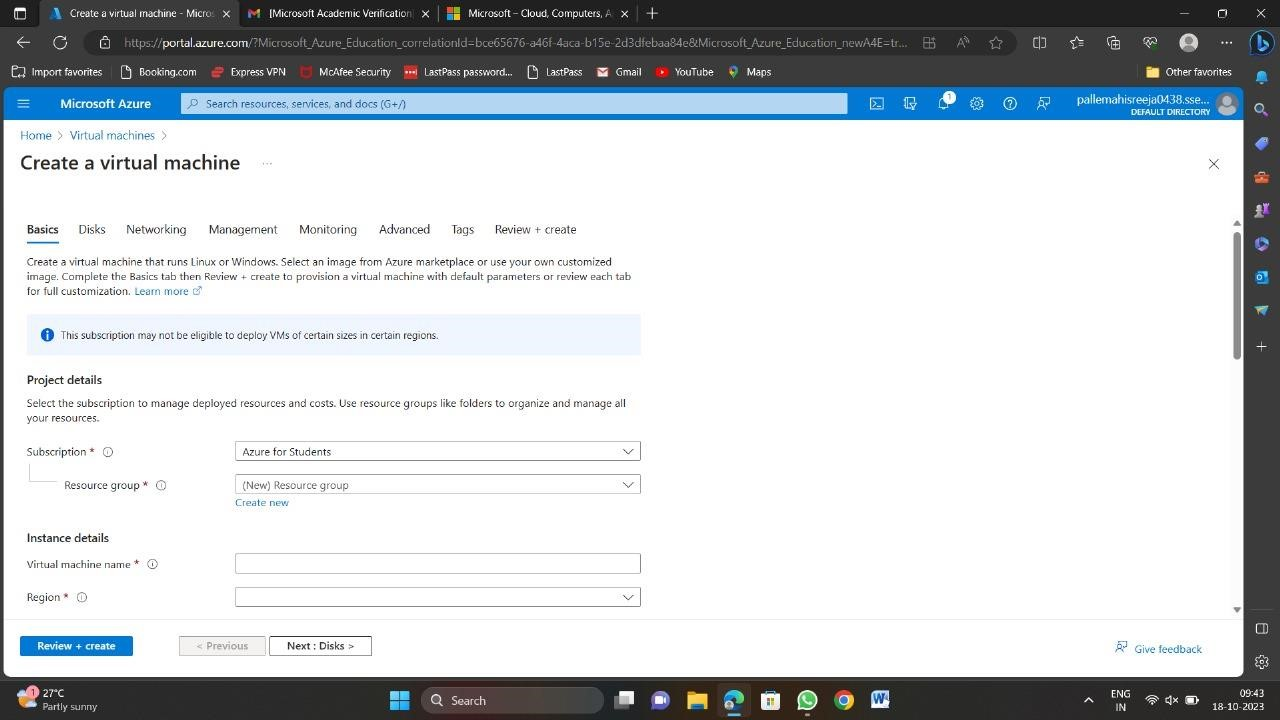 Create a virtual machine - Micros
[Microsoft Academic Verification]
Microsoft – Cloud, Computers, A
https://portal.azure.com/?Microsoft_Azure_Education_correlationId=bce65676-a46f-4aca-b15e-2d3dfebaa84e&Microsoft_Azure_Education_newA4E=tr...
Import favorites
Booking.com
Express VPN
McAfee Security
LastPass password...
LastPass
Gmail
YouTube
Maps
Other favorites
Microsoft Azure
Search resources, services, and docs (G+/)
1
pallemahisreeja0438.sse...
DEFAULT DIRECTORY
Home > Virtual machines >
Create a virtual machine ...
Basics Disks Networking Management Monitoring Advanced Tags Review + create
Create a virtual machine that runs Linux or Windows. Select an image from Azure marketplace or use your own customized
image. Complete the Basics tab then Review + create to provision a virtual machine with default parameters or review each tab
for full customization. Learn more
This subscription may not be eligible to deploy VMs of certain sizes in certain regions.
Project details
Select the subscription to manage deployed resources and costs. Use resource groups like folders to organize and manage all
your resources.
Subscription * Azure for Students
Resource group * (New) Resource group
Create new
Instance details
Virtual machine name *
Region *
Review + create < Previous Next : Disks > Give feedback
1 27°C
Partly sunny
Search
ENG
IN
09:43
18-10-2023